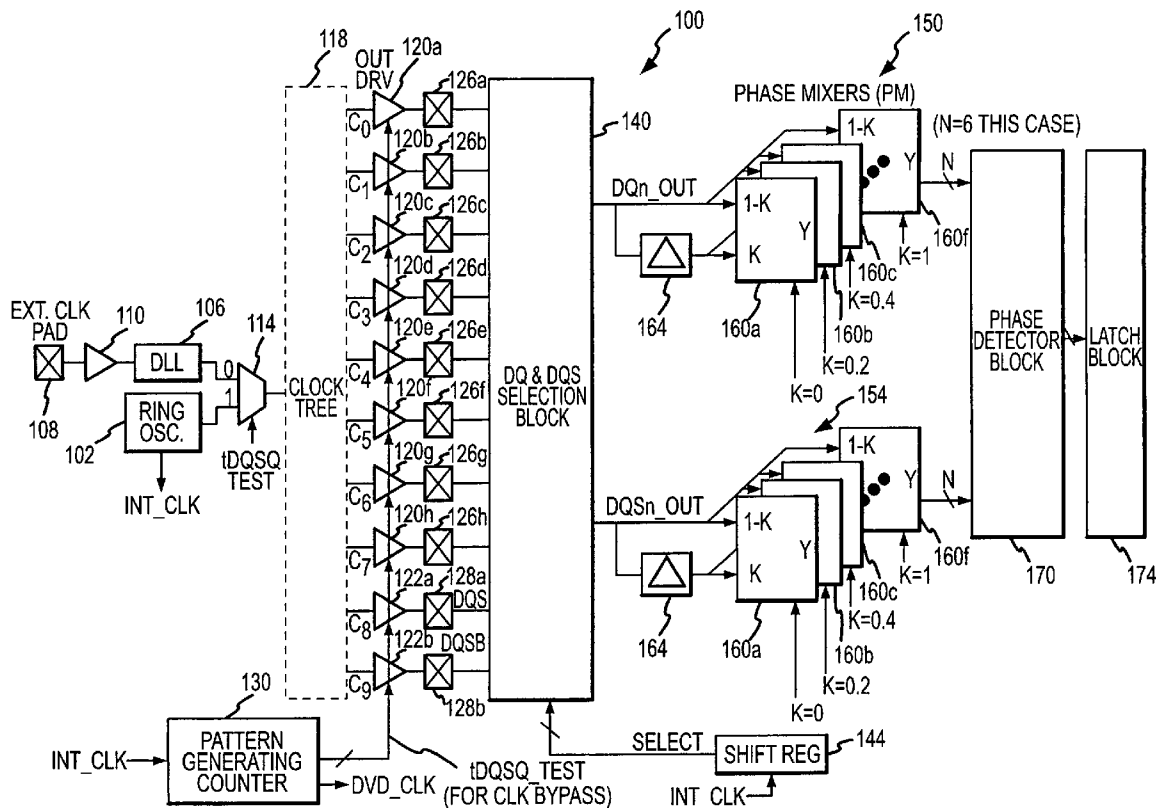 100
150
118
OUT
DRV
120a
126a
PHASE MIXERS (PM)
(N=6 THIS CASE)
C0
120b
126b
140
1-K
Y
N
C1
120c
126c
DQn_OUT
1-K
Y
160f
C2
120d
126d
K
K=1
160c
K=0.4
164
160a
160b
K=0.2
K=0
C3
120e
126e
EXT. CLK
PAD
110
106
114
DLL
0
1
108
RING
OSC.
102
tDQSQ
TEST
INT_CLK
CLOCK
TREE
C4
120f
126f
DQ & DQS
SELECTION
BLOCK
PHASE
DETECTOR
BLOCK
LATCH
BLOCK
C5
120g
126g
154
C6
120h
126h
1-K
Y
N
DQSn_OUT
1-K
Y
160f
C7
122a
128a
DQS
K
K=1
170
174
160c
K=0.4
C8
122b
DQSB
164
160a
160b
K=0.2
K=0
C9
128b
130
INT_CLK
PATTERN
GENERATING
COUNTER
DVD_CLK
tDQSQ_TEST
(FOR CLK BYPASS)
SELECT
SHIFT REG
144
INT CLK